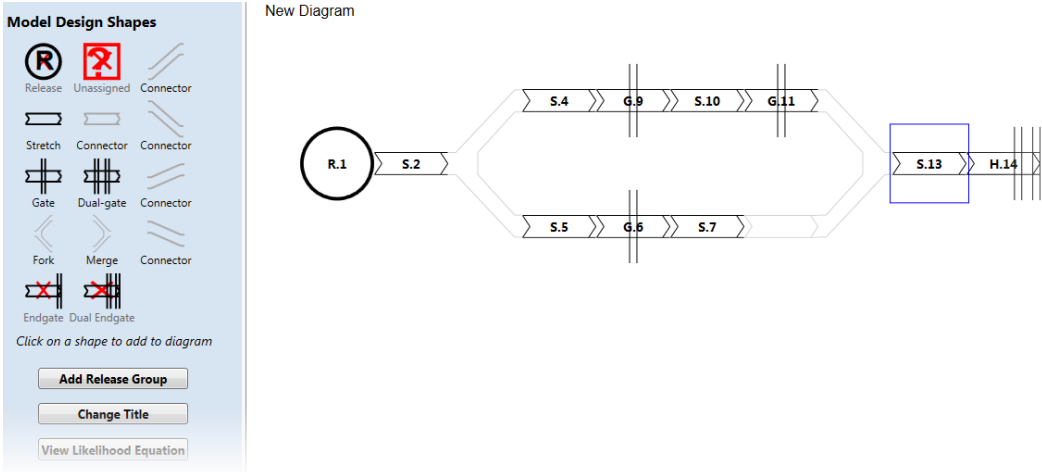 New Diagram
Model Design Shapes
R
Release
Unassigned
Connector
Stretch
Connector
Connector
Gate
Dual-gate
Connector
Fork
Merge
Connector
Endgate
Dual Endgate
Click on a shape to add to diagram
Add Release Group
Change Title
View Likelihood Equation
S.4
G.9
S.10
G.11
R.1
S.2
S.13
H.14
S.5
G.6
S.7